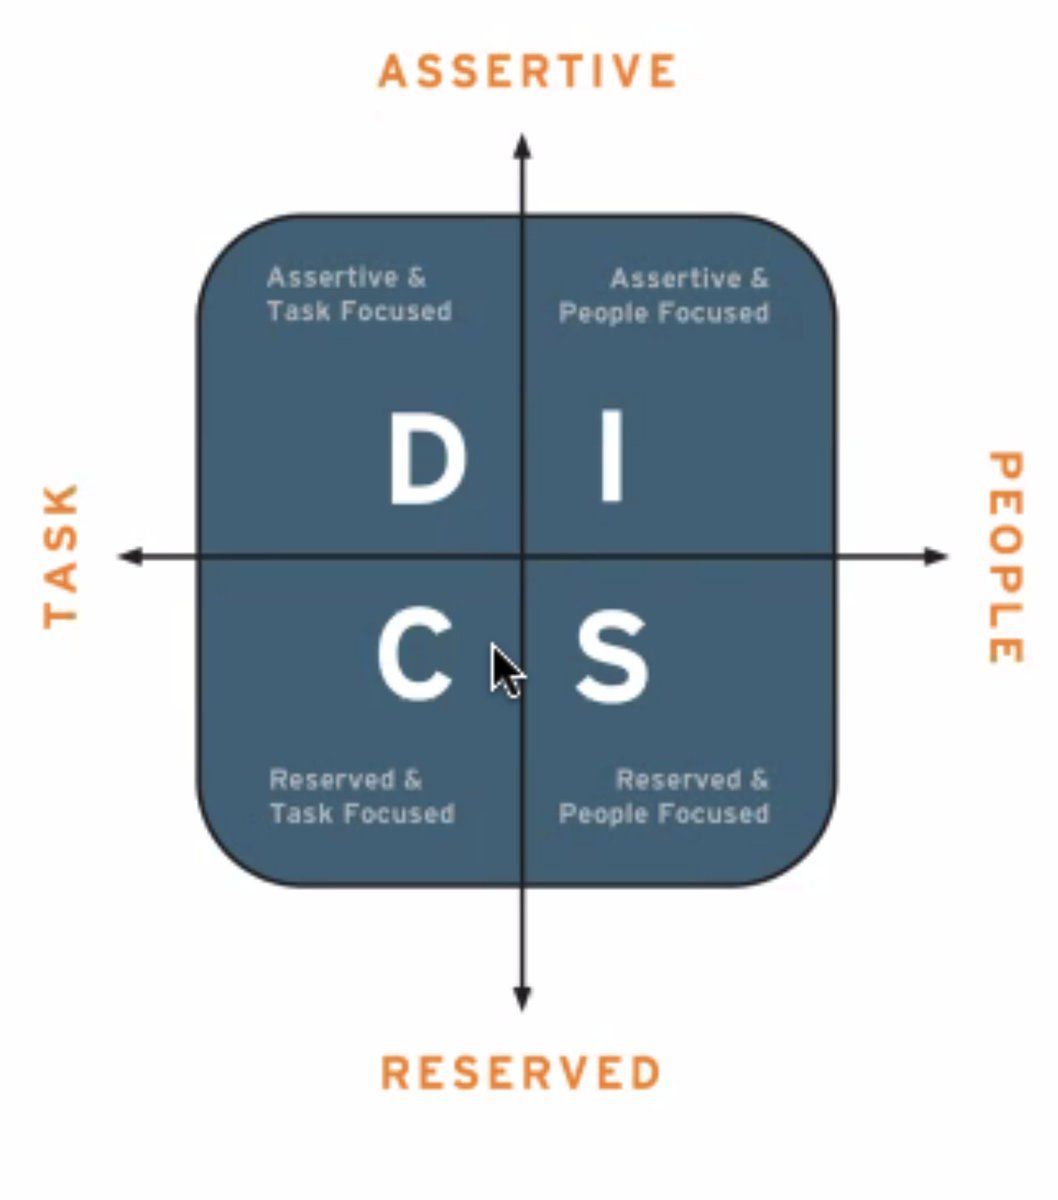 ASSERTIVE
Assertive &
Task Focused
Assertive &
People Focused
D
I
TASK
PEOPLE
C
S
Reserved &
Task Focused
Reserved &
People Focused
RESERVED